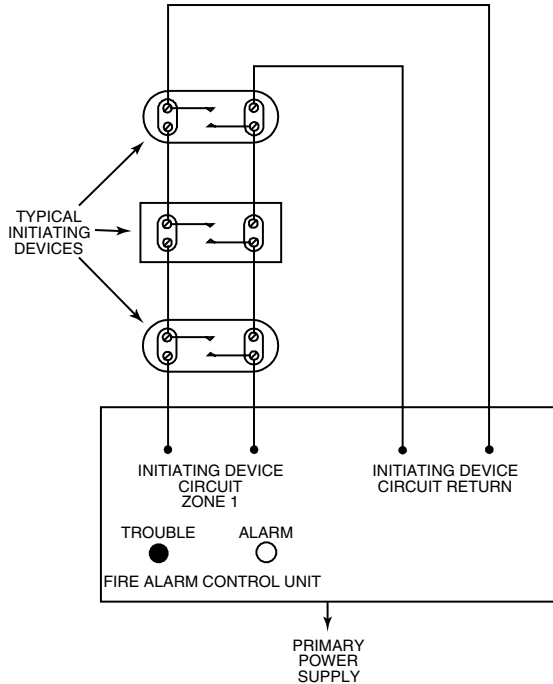 TYPICAL
INITIATING
DEVICES
INITIATING DEVICE
CIRCUIT
ZONE 1
INITIATING DEVICE
CIRCUIT RETURN
TROUBLE
ALARM
FIRE ALARM CONTROL UNIT
PRIMARY
POWER
SUPPLY